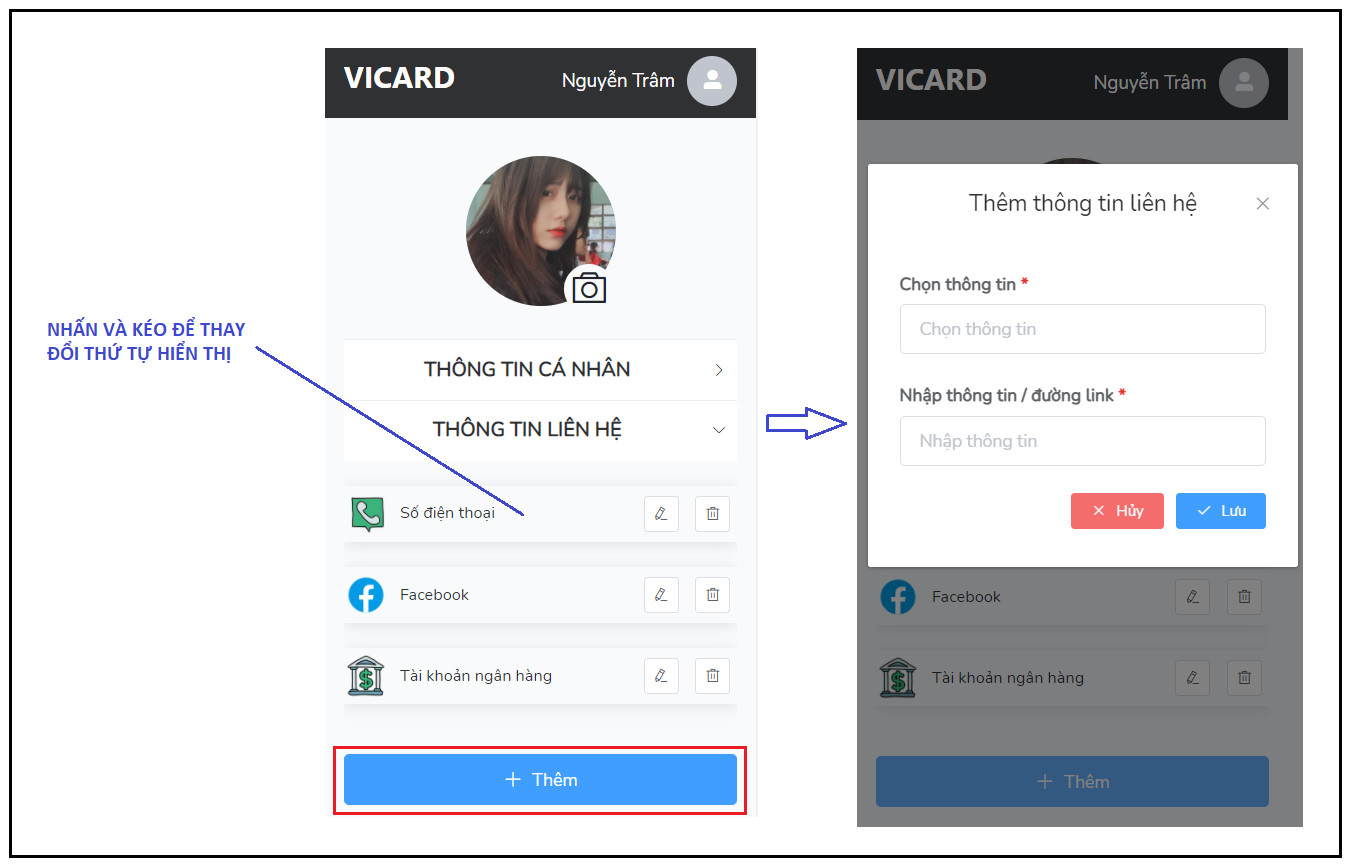 VICARD
Nguyễn Trâm
NHẤN VÀ KÉO ĐỂ THAY
ĐỔI THỨ TỰ HIỂN THỊ
THÔNG TIN CÁ NHÂN
THÔNG TIN LIÊN HỆ
Số điện thoại
Facebook
Tài khoản ngân hàng
Thêm
VICARD
Nguyễn Trâm
Thêm thông tin liên hệ
Chọn thông tin *
Chọn thông tin
Nhập thông tin / đường link *
Nhập thông tin
Hủy
Lưu
Facebook
Tài khoản ngân hàng
Thêm